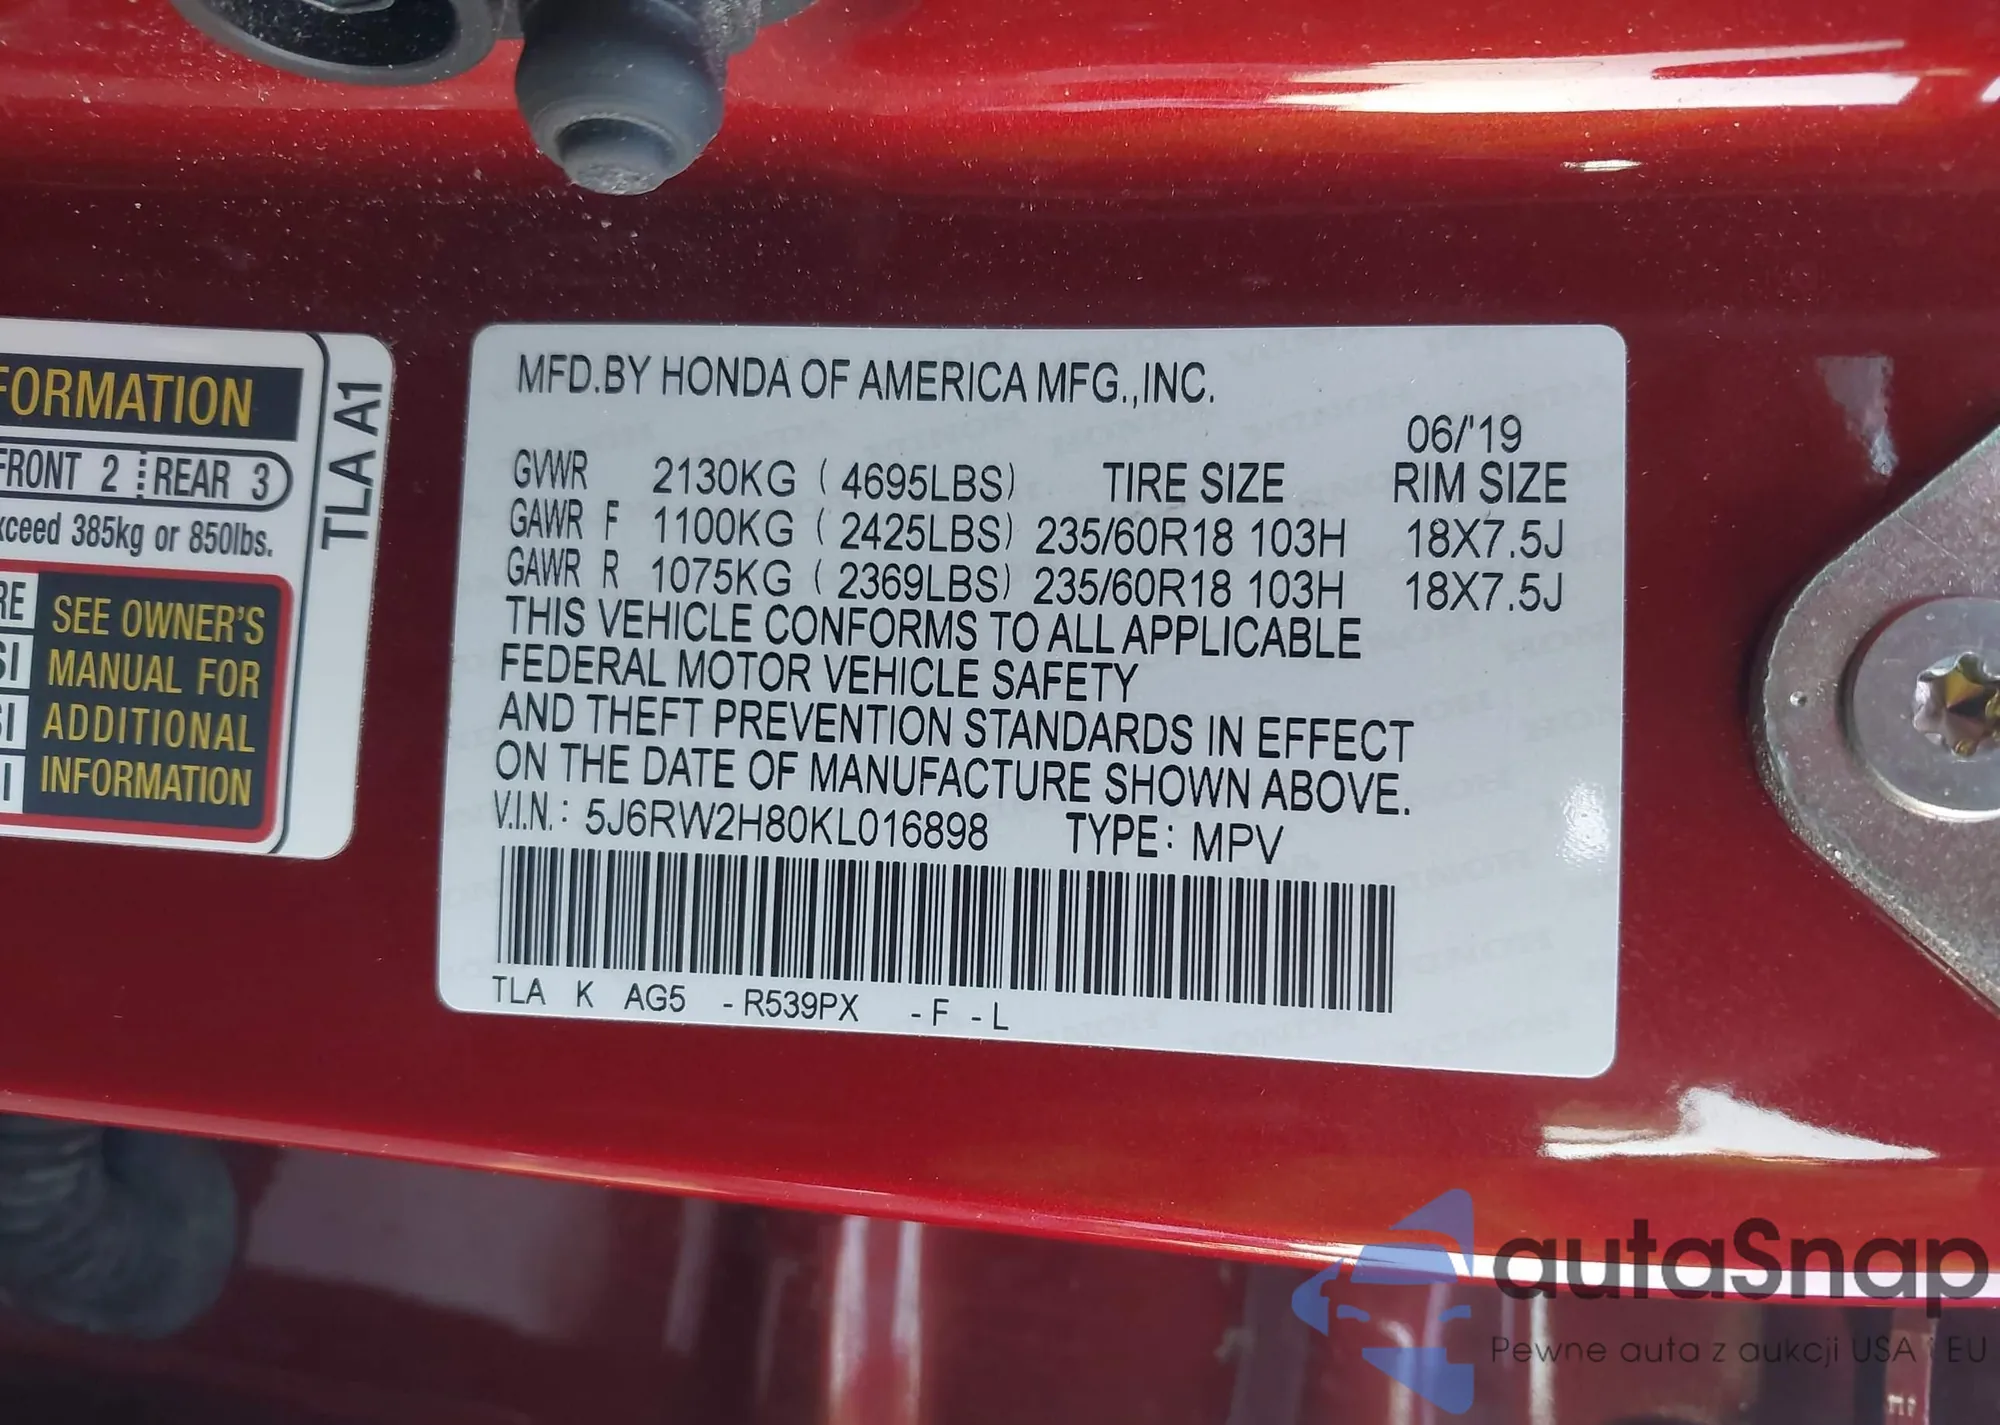 FORMATION
FRONT 2 REAR 3
xceed 385kg or 850lbs.
RE
SI
SI
I
SEE OWNER'S
MANUAL FOR
ADDITIONAL
INFORMATION
TLA A1
MFD.BY HONDA OF AMERICA MFG.,INC.
06/'19
GVWR 2130KG ( 4695LBS) TIRE SIZE RIM SIZE
GAWR F 1100KG ( 2425LBS) 235/60R18 103H 18X7.5J
GAWR R 1075KG ( 2369LBS) 235/60R18 103H 18X7.5J
THIS VEHICLE CONFORMS TO ALL APPLICABLE
FEDERAL MOTOR VEHICLE SAFETY
AND THEFT PREVENTION STANDARDS IN EFFECT
ON THE DATE OF MANUFACTURE SHOWN ABOVE.
V.I.N.: 5J6RW2H80KL016898 TYPE: MPV
TLA K AG5 -R539PX -F -L
autaSnap
Pewne auta z aukcji USA i EU